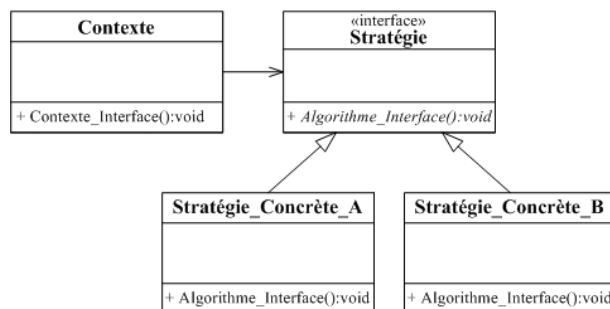 Contexte
+ Contexte_Interface():void
«interface»
Stratégie
+ Algorithme_Interface():void
Stratégie_Concrète_A
+ Algorithme_Interface():void
Stratégie_Concrète_B
+ Algorithme_Interface():void